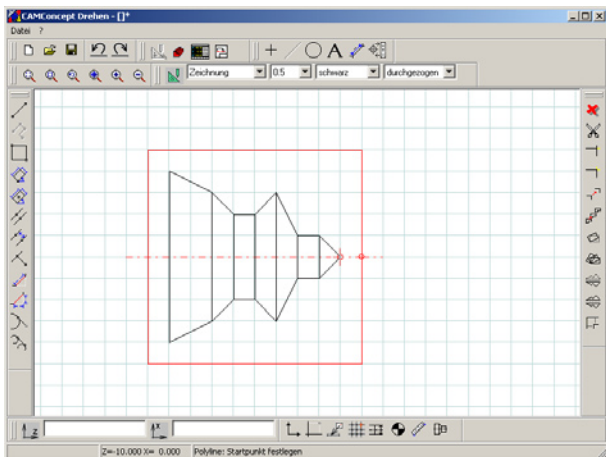 CAMConcept Drehen - []*
Datei ?
A
Zeichnung 0.5 schwarz durchgezogen
Z X
Z=-10.000 X= 0.000 Polyline: Startpunkt festlegen